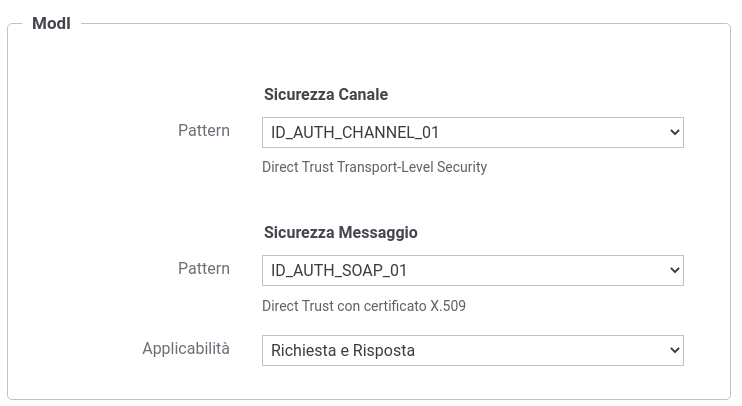 ModI
Sicurezza Canale
Pattern ID_AUTH_CHANNEL_01
Direct Trust Transport-Level Security
Sicurezza Messaggio
Pattern ID_AUTH_SOAP_01
Direct Trust con certificato X.509
Applicabilità Richiesta e Risposta